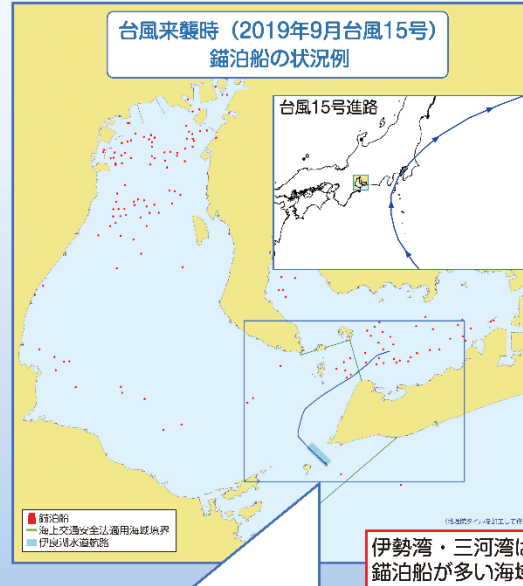 台風来襲時（2019年9月台風15号）
錨泊船の状況例
台風15号進路
錨泊船
海上交通安全法適用海域境界
伊良湖水道航路
伊勢湾・三河湾は
錨泊船が多い海域